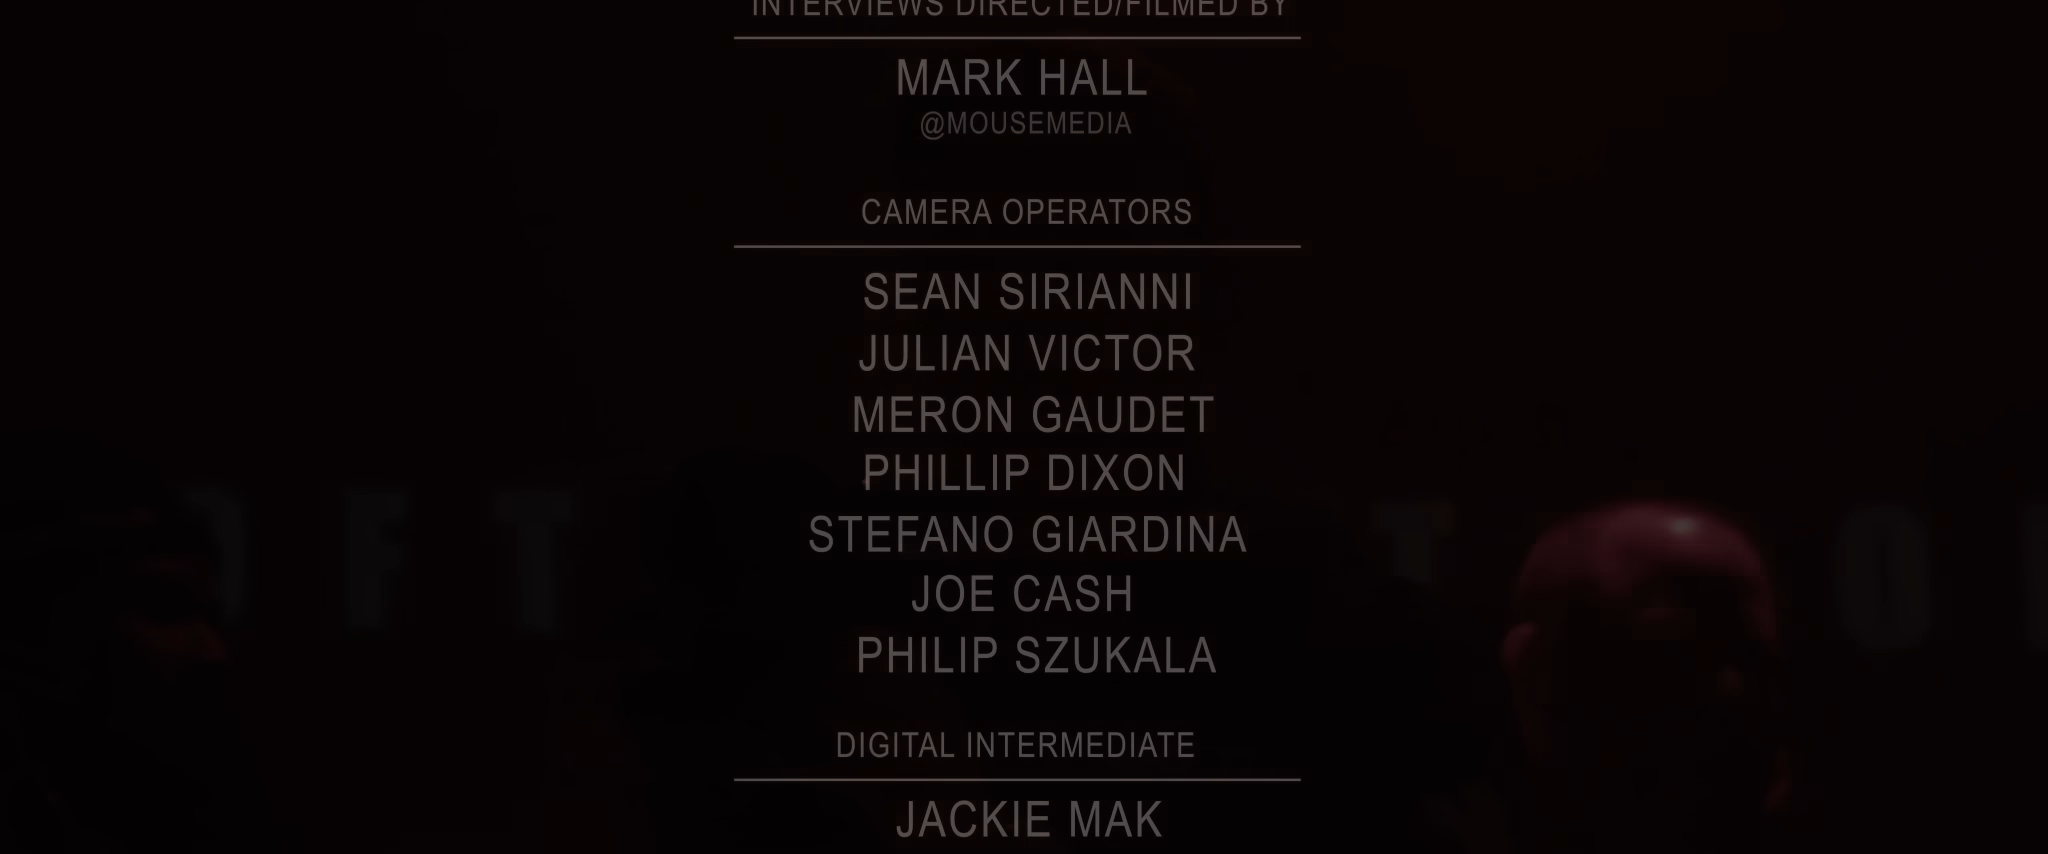 INTERVIEWS DIRECTED/FILMED BY
MARK HALL
@MOUSEMEDIA
CAMERA OPERATORS
SEAN SIRIANNI
JULIAN VICTOR
MERON GAUDET
PHILLIP DIXON
STEFANO GIARDINA
JOE CASH
PHILIP SZUKALA
DIGITAL INTERMEDIATE
JACKIE MAK